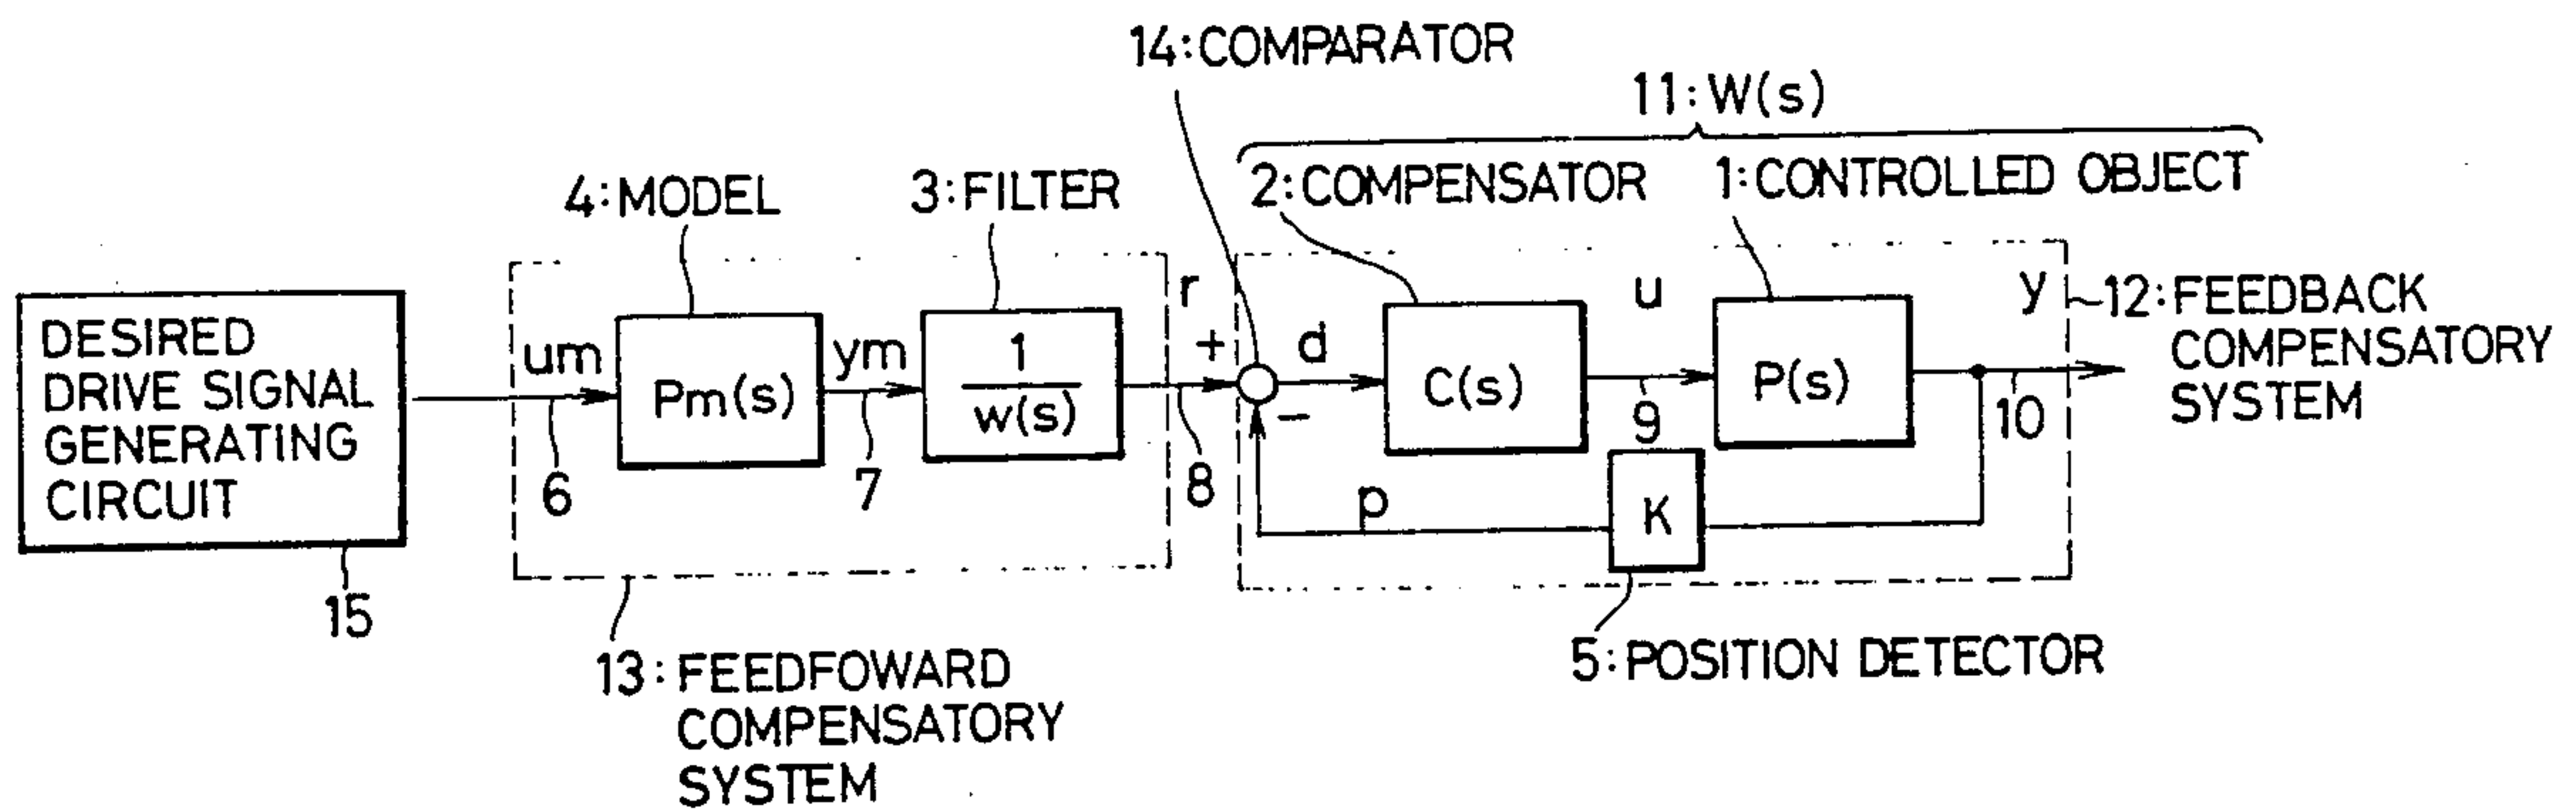 14:COMPARATOR
11:W(s)
4:MODEL
3:FILTER
2:COMPENSATOR
1:CONTROLLED OBJECT
DESIRED
DRIVE SIGNAL
GENERATING
CIRCUIT
15
um
6
Pm(s)
ym
7
1
w(s)
r
+
8
-
d
C(s)
u
9
P(s)
y
10
12:FEEDBACK
COMPENSATORY
SYSTEM
p
K
13:FEEDFOWARD
COMPENSATORY
SYSTEM
5:POSITION DETECTOR